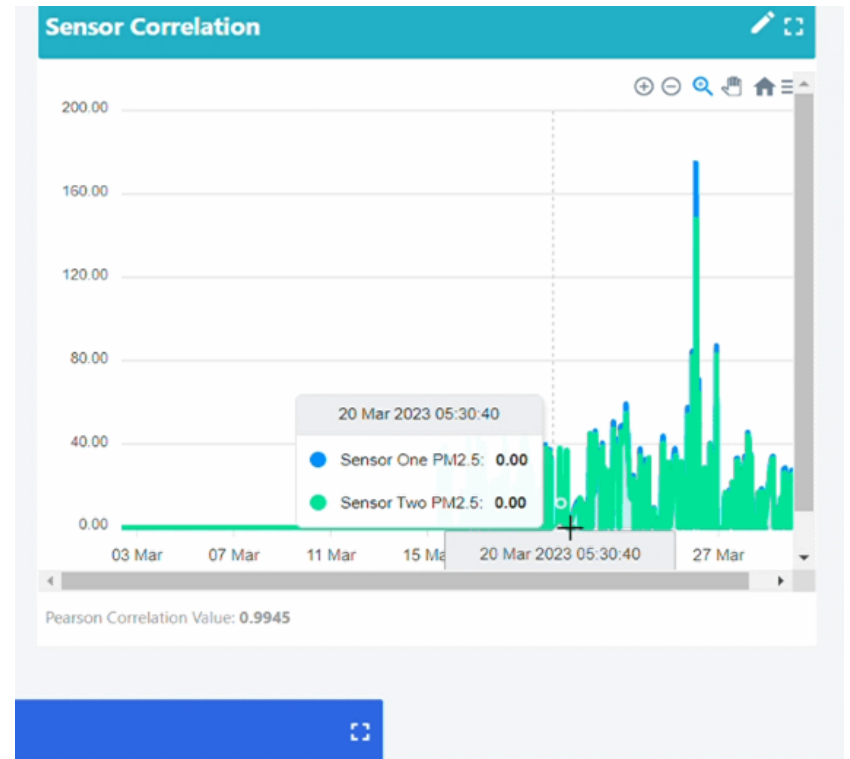 Sensor Correlation
200.00
160.00
120.00
80.00
40.00
0.00
20 Mar 2023 05:30:40
Sensor One PM2.5: 0.00
Sensor Two PM2.5: 0.00
03 Mar 07 Mar 11 Mar 15 Ma 20 Mar 2023 05:30:40 27 Mar
Pearson Correlation Value: 0.9945